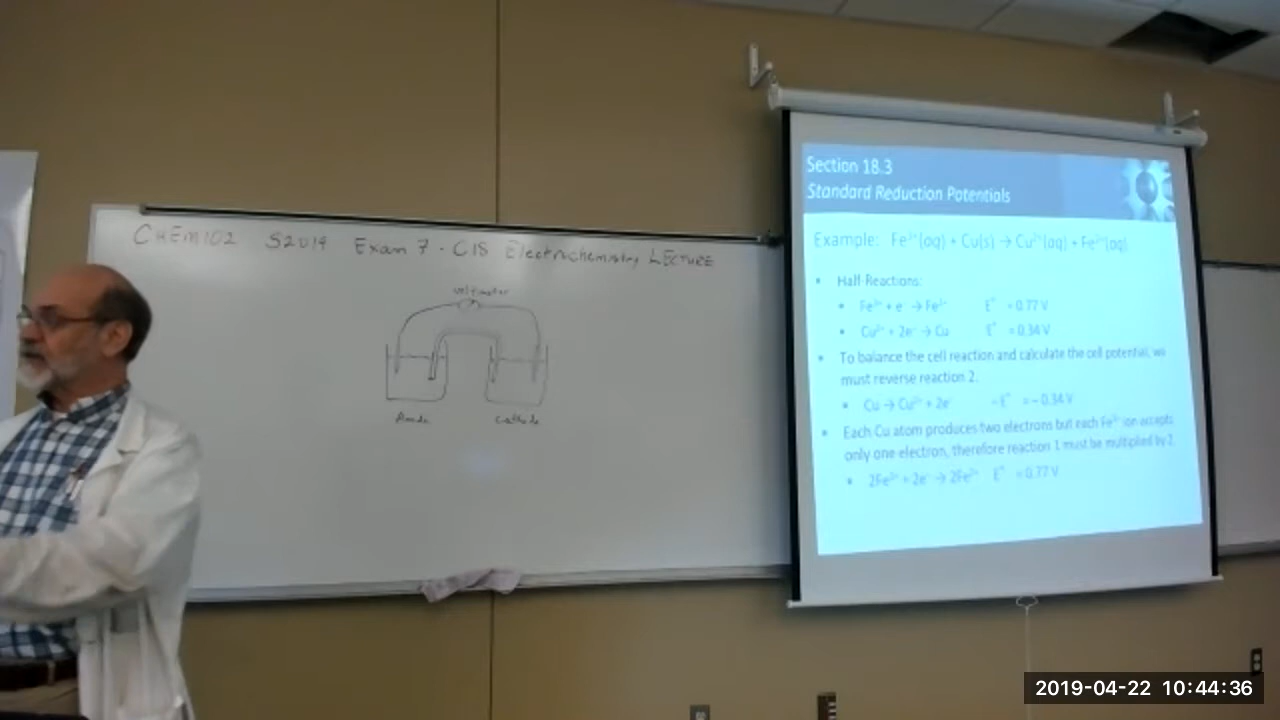 CHEM102 S2019 Exam 7 - C18 Electrochemistry LECTURE
voltmeter
Anode Cathode
Section 18.3
Standard Reduction Potentials
Example: Fe³⁺(aq) + Cu(s) → Cu²⁺(aq) + Fe²⁺(aq)
• Half-Reactions:
• Fe³⁺ + e⁻ → Fe²⁺ E° = 0.77 V
• Cu²⁺ + 2e⁻ → Cu E° = 0.34 V
• To balance the cell reaction and calculate the cell potential, we
must reverse reaction 2.
• Cu → Cu²⁺ + 2e⁻ – E° = – 0.34 V
• Each Cu atom produces two electrons but each Fe³⁺ ion accepts
only one electron, therefore reaction 1 must be multiplied by 2.
• 2Fe³⁺ + 2e⁻ → 2Fe²⁺ E° = 0.77 V
2019-04-22 10:44:36